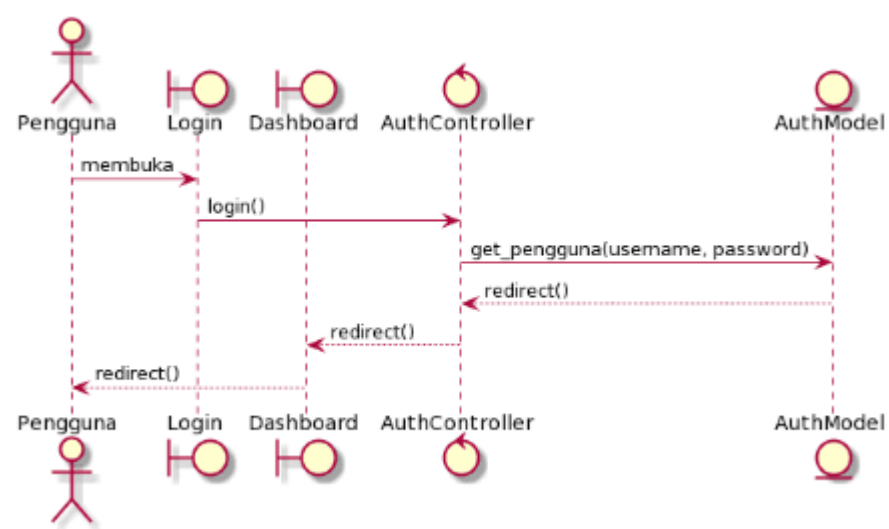 Pengguna Login Dashboard AuthController AuthModel
membuka
login()
get_pengguna(username, password)
redirect()
redirect()
redirect()
Pengguna Login Dashboard AuthController AuthModel